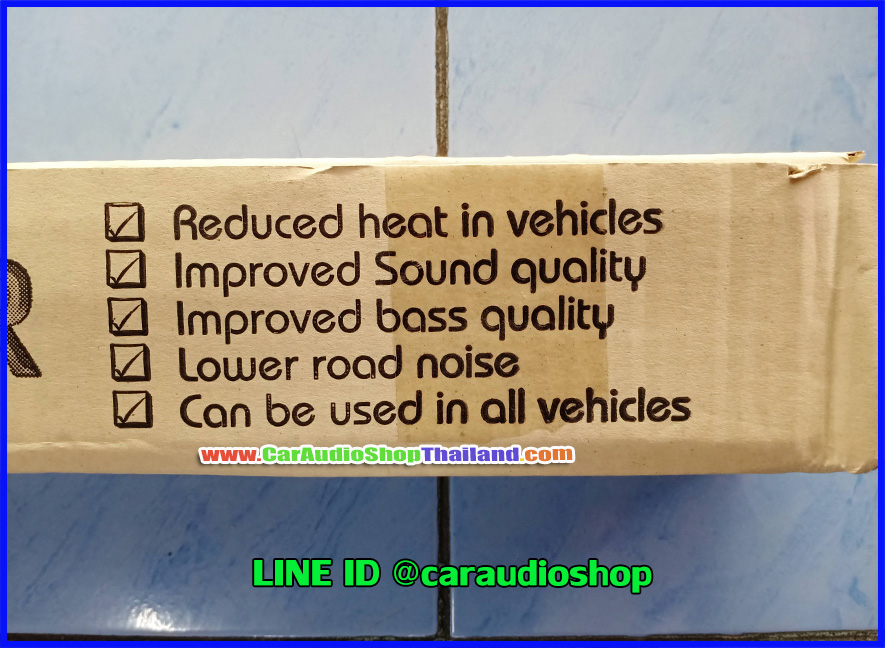 R
Reduced heat in vehicles
Improved Sound quality
Improved bass quality
Lower road noise
Can be used in all vehicles
www.CarAudioShopThailand.com
LINE ID @caraudioshop